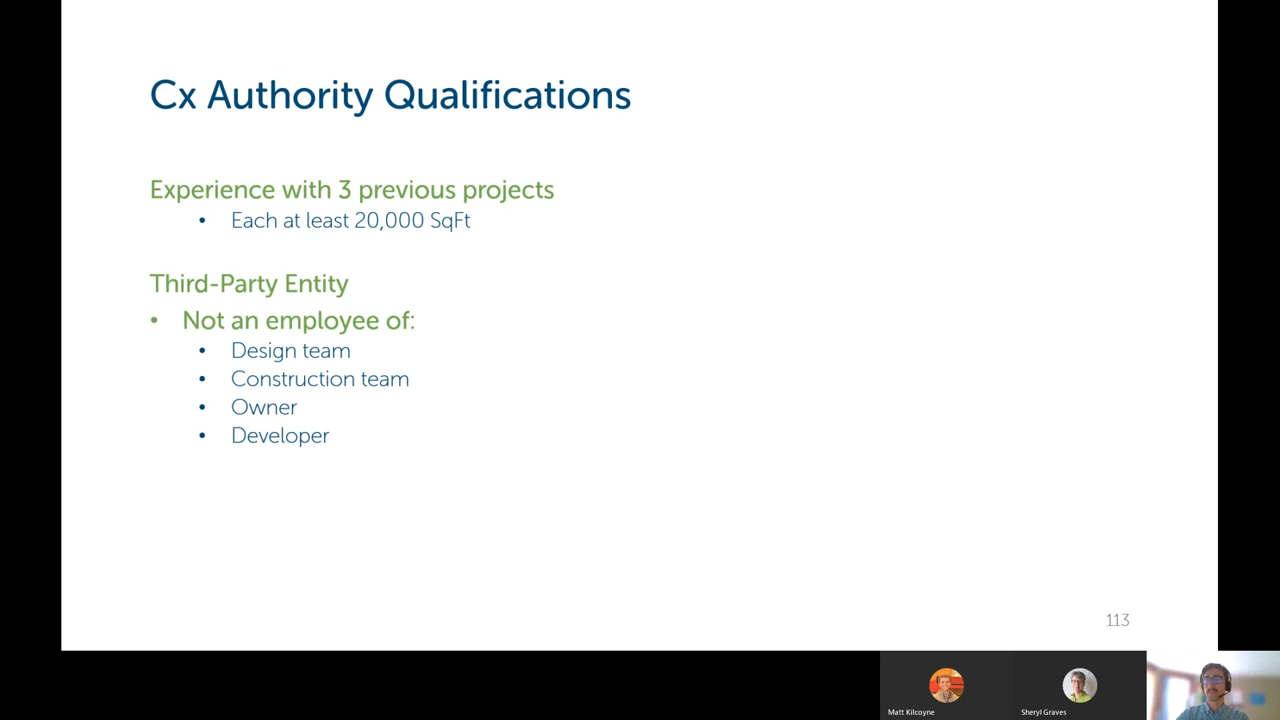 Cx Authority Qualifications
Experience with 3 previous projects
• Each at least 20,000 SqFt
Third-Party Entity
• Not an employee of:
• Design team
• Construction team
• Owner
• Developer
113
Matt Kilcoyne
Sheryl Graves